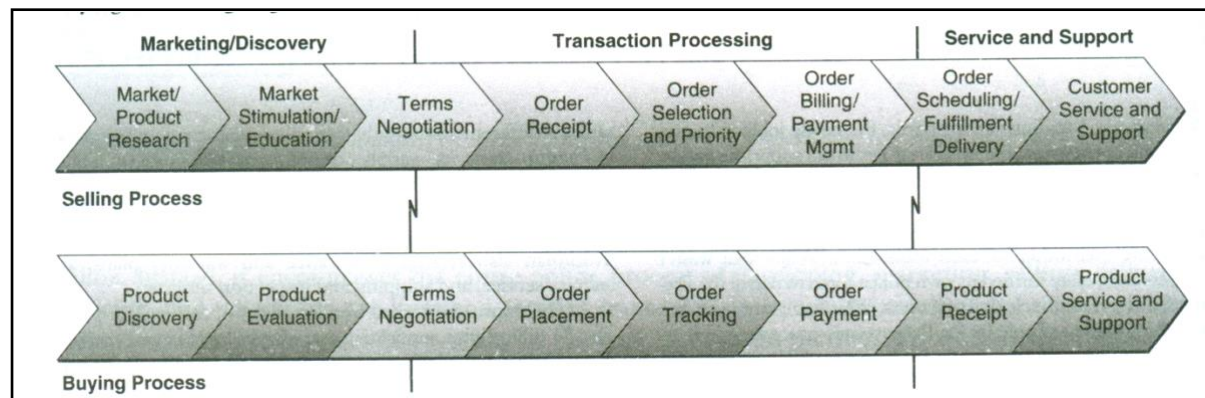 Marketing/Discovery
Transaction Processing
Service and Support
Market/
Product
Research
Market
Stimulation/
Education
Terms
Negotiation
Order
Receipt
Order
Selection
and Priority
Order
Billing/
Payment
Mgmt
Order
Scheduling/
Fulfillment
Delivery
Customer
Service and
Support
Selling Process
Product
Discovery
Product
Evaluation
Terms
Negotiation
Order
Placement
Order
Tracking
Order
Payment
Product
Receipt
Product
Service and
Support
Buying Process